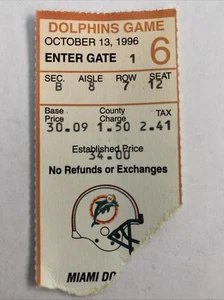 DOLPHINS GAME
OCTOBER 13, 1996
ENTER GATE 1 6
SEC. AISLE ROW SEAT
B 8 7 12
Base Price County Charge TAX
30.09 1.50 2.41
Established Price
34.00
No Refunds or Exchanges
MIAMI DO